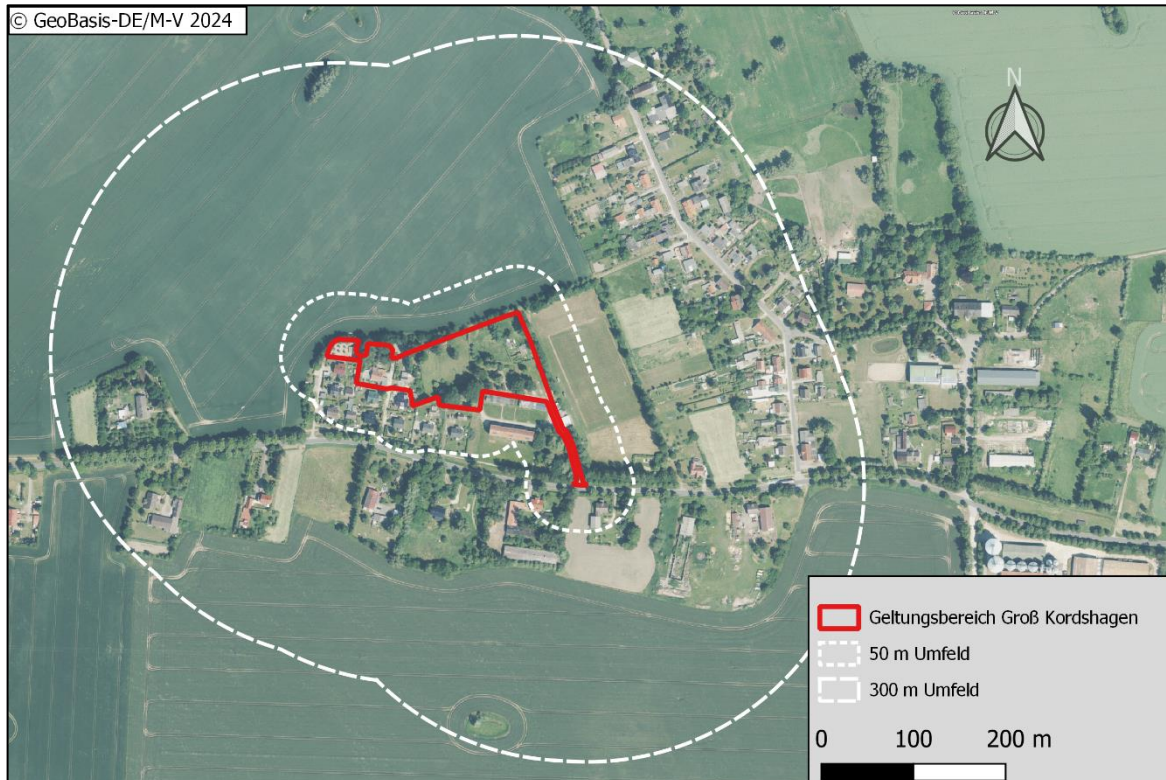 © GeoBasis-DE/M-V 2024
N
Geltungsbereich Groß Kordshagen
50 m Umfeld
300 m Umfeld
0 100 200 m